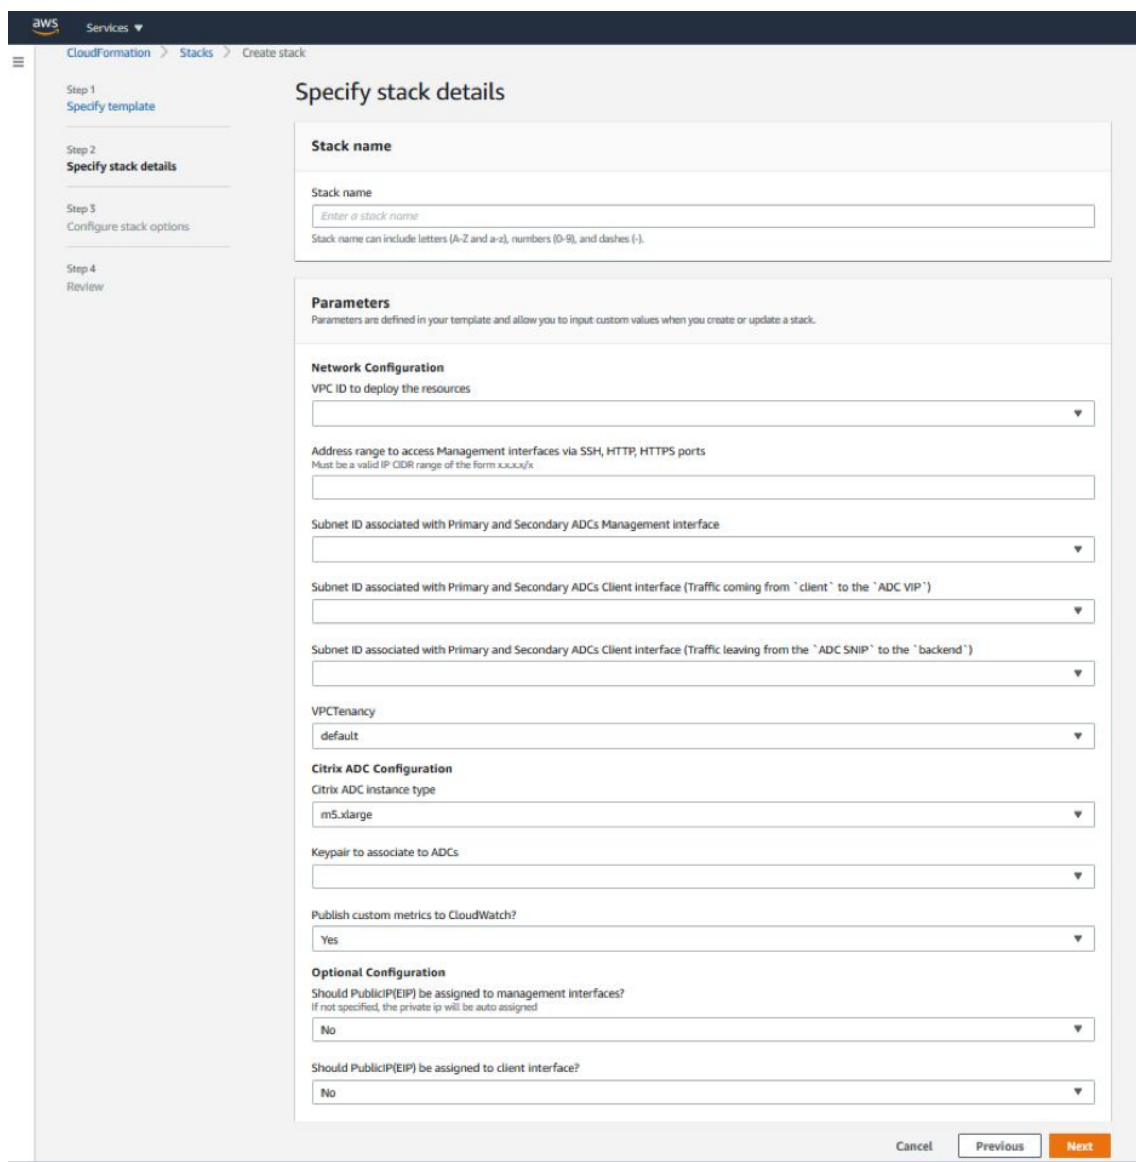 aws
Services ▼
CloudFormation > Stacks > Create stack
Step 1
Specify template
Step 2
Specify stack details
Step 3
Configure stack options
Step 4
Review
Specify stack details
Stack name
Stack name
Enter a stack name
Stack name can include letters (A-Z and a-z), numbers (0-9), and dashes (-).
Parameters
Parameters are defined in your template and allow you to input custom values when you create or update a stack.
Network Configuration
VPC ID to deploy the resources
Address range to access Management interfaces via SSH, HTTP, HTTPS ports
Must be a valid IP CIDR range of the form x.x.x.x/x
Subnet ID associated with Primary and Secondary ADCs Management interface
Subnet ID associated with Primary and Secondary ADCs Client interface (Traffic coming from `client` to the `ADC VIP`)
Subnet ID associated with Primary and Secondary ADCs Client interface (Traffic leaving from the `ADC SNIP` to the `backend`)
VPCTenancy
default
Citrix ADC Configuration
Citrix ADC instance type
m5.xlarge
Keypair to associate to ADCs
Publish custom metrics to CloudWatch?
Yes
Optional Configuration
Should PublicIP(EIP) be assigned to management interfaces?
If not specified, the private ip will be auto assigned
No
Should PublicIP(EIP) be assigned to client interface?
No
Cancel Previous Next